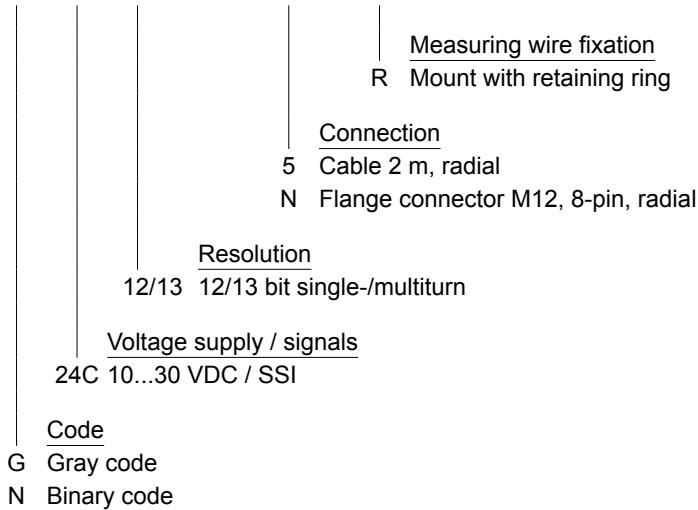 Measuring wire fixation
R Mount with retaining ring
Connection
5 Cable 2 m, radial
N Flange connector M12, 8-pin, radial
Resolution
12/13 12/13 bit single-/multiturn
Voltage supply / signals
24C 10...30 VDC / SSI
Code
G Gray code
N Binary code